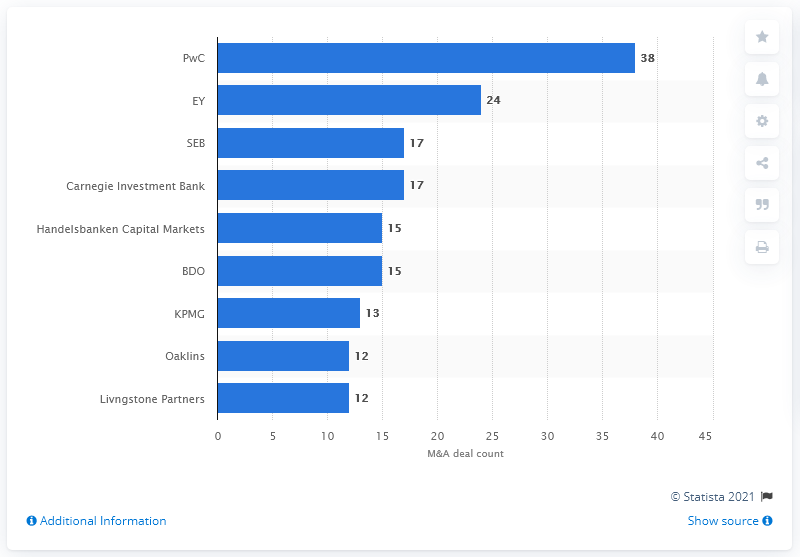 PwC 38
EY 24
SEB 17
Carnegie Investment Bank 17
Handelsbanken Capital Markets 15
BDO 15
KPMG 13
Oaklins 12
Livngstone Partners 12
0 5 10 15 20 25 30 35 40 45
M&A deal count
© Statista 2021
Additional Information Show source